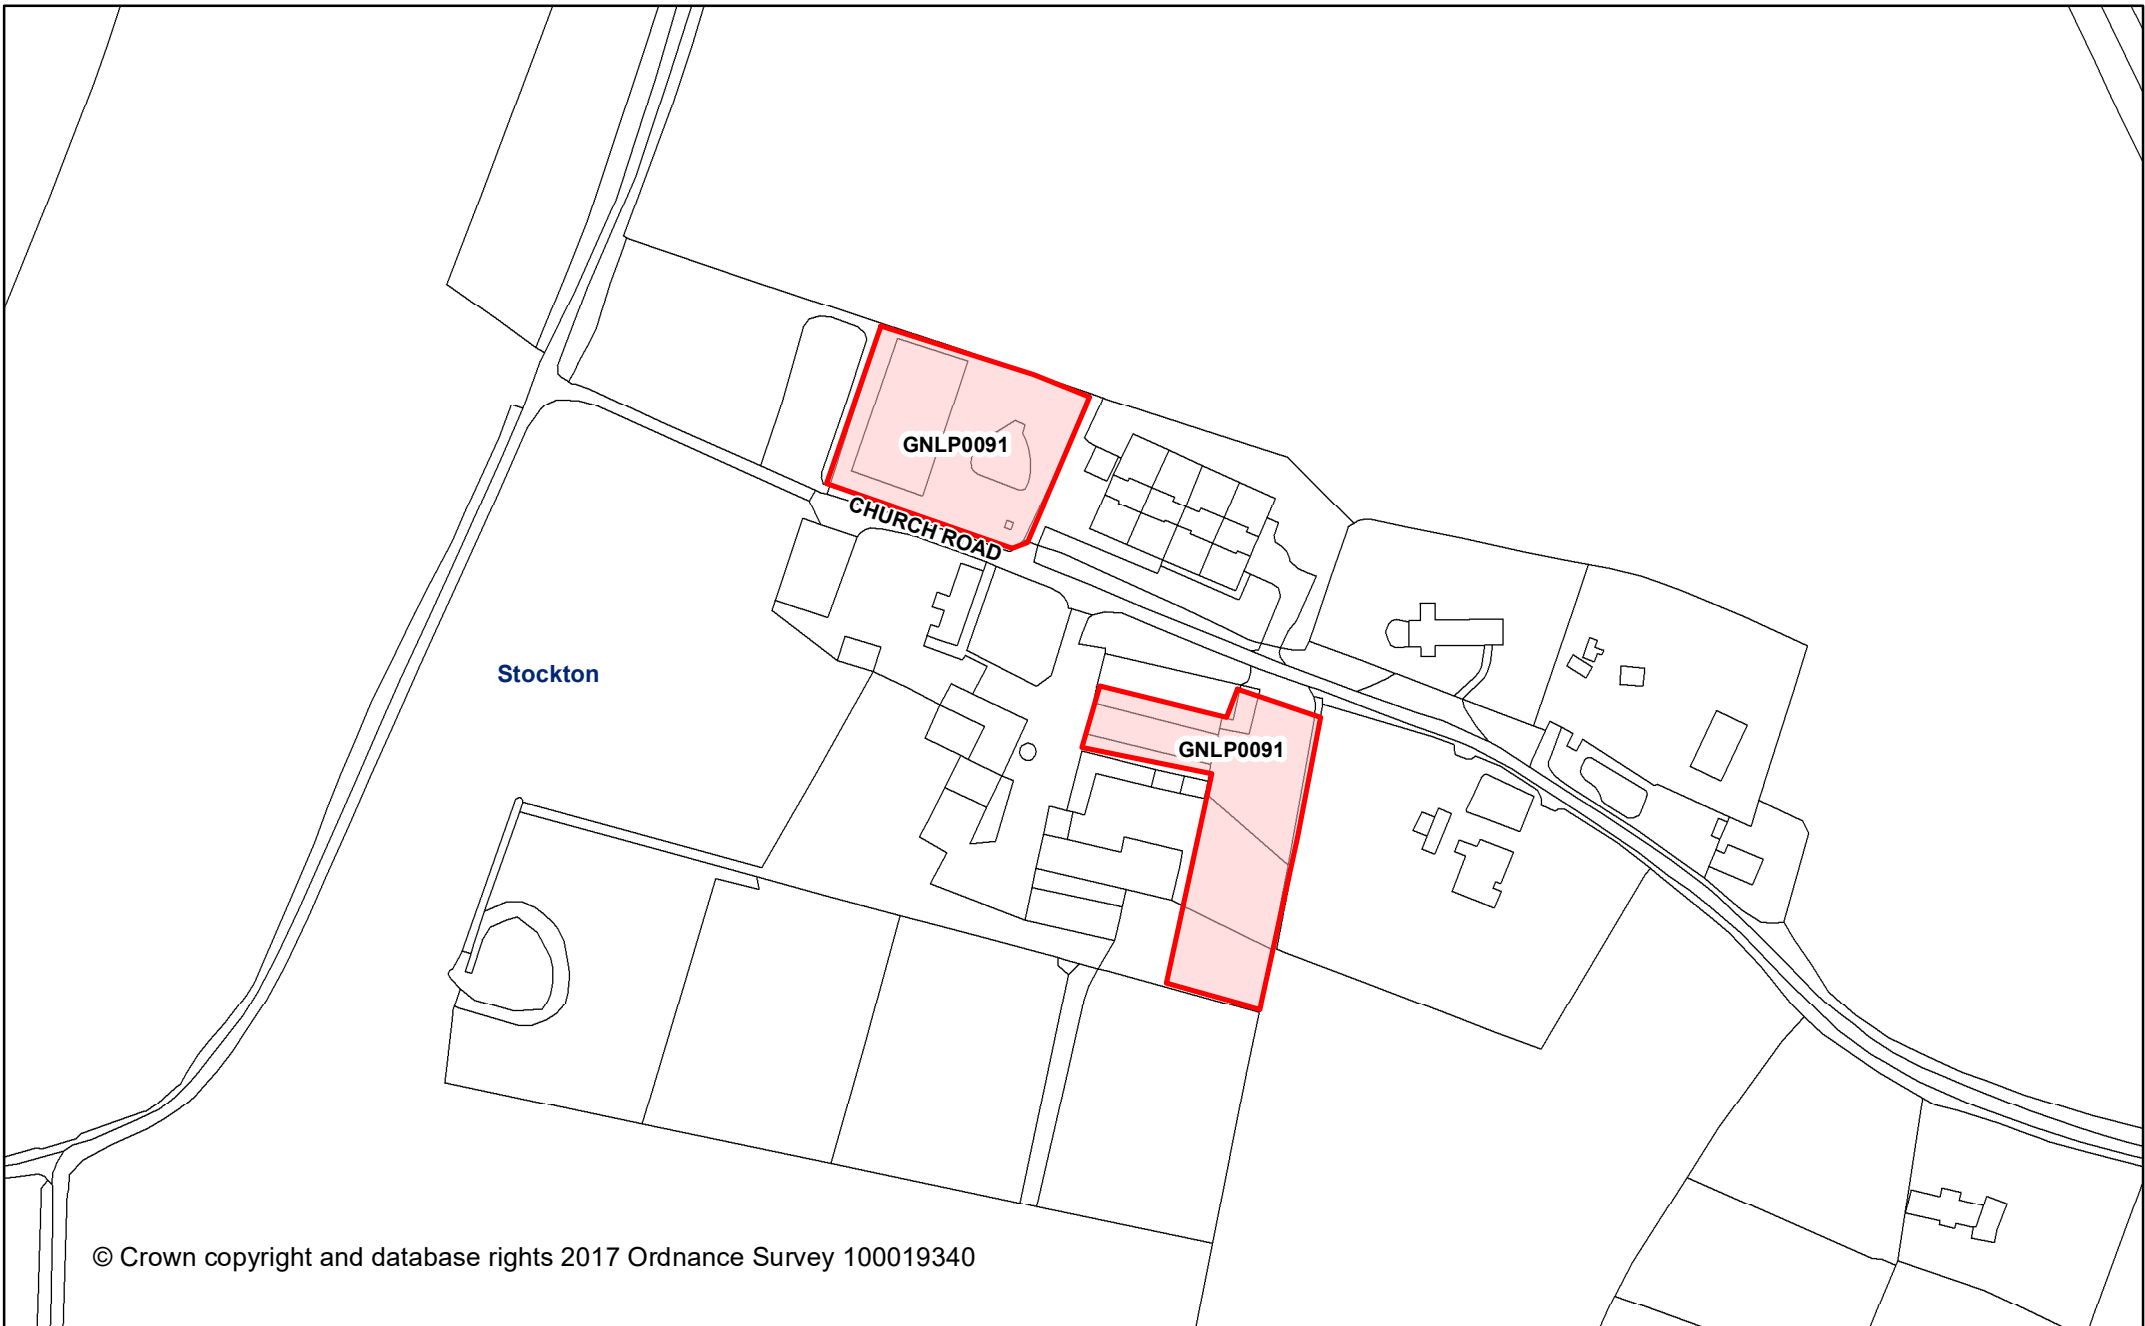 GNLP0091
CHURCH ROAD
Stockton
GNLP0091
© Crown copyright and database rights 2017 Ordnance Survey 100019340